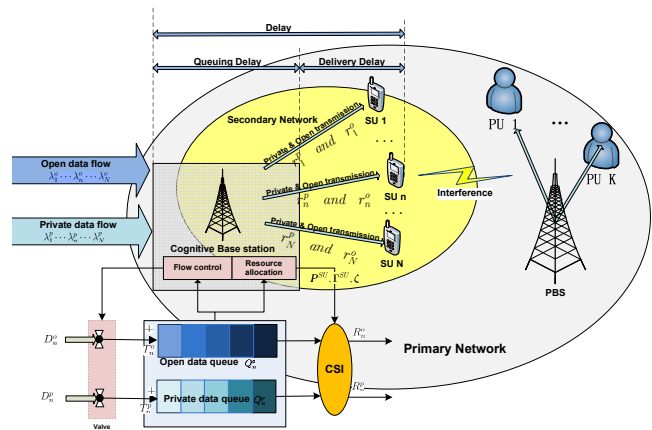 Delay
Queuing Delay
Delivery Delay
Secondary Network
Private & Open transmission
r_1^p and r_1^o
SU 1
...
Private & Open transmission
r_n^p and r_n^o
SU n
...
Private & Open transmission
r_N^p and r_N^o
SU N
Open data flow
λ_1^o ⋯ λ_n^o ⋯ λ_N^o
Private data flow
λ_1^p ⋯ λ_n^p ⋯ λ_N^p
Interference
PU 1
...
PU K
PBS
Cognitive Base station
Flow control
Resource allocation
P^{SU}, Γ^{SU}, ζ
Primary Network
D_n^o
+
T_n^o
Open data queue Q_n^o
R_n^o
CSI
D_n^p
+
T_n^p
Private data queue Q_n^p
R_n^p
Valve